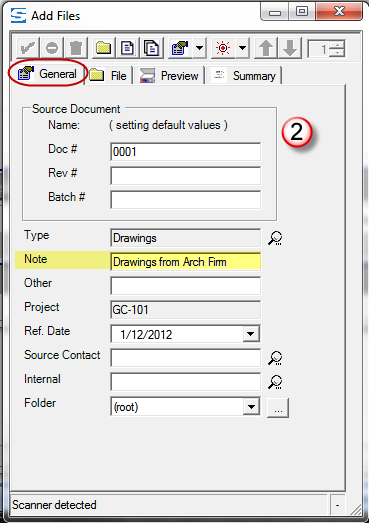 Add Files
1
General File Preview Summary
Source Document
Name: ( setting default values )
2
Doc # 0001
Rev #
Batch #
Type Drawings
Note Drawings from Arch Firm
Other
Project GC-101
Ref. Date 1/12/2012
Source Contact
Internal
Folder (root) ...
Scanner detected -